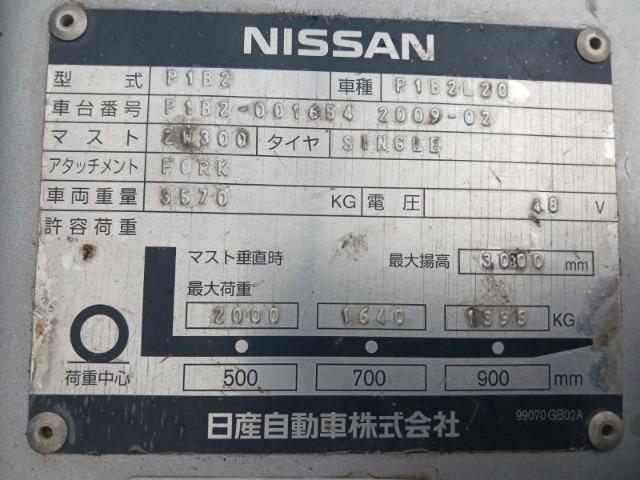 NISSAN
型式 P1B2 車種 P1B2L20
車台番号 P1B2-001654 2009-02
マスト 2W300 タイヤ SINGLE
アタッチメント FORK
車両重量 3570 KG 電圧 48 V
許容荷重
マスト垂直時 最大揚高 3000 mm
最大荷重
2000 1640 1355 KG
荷重中心 500 700 900 mm
日産自動車株式会社 99070GB02A